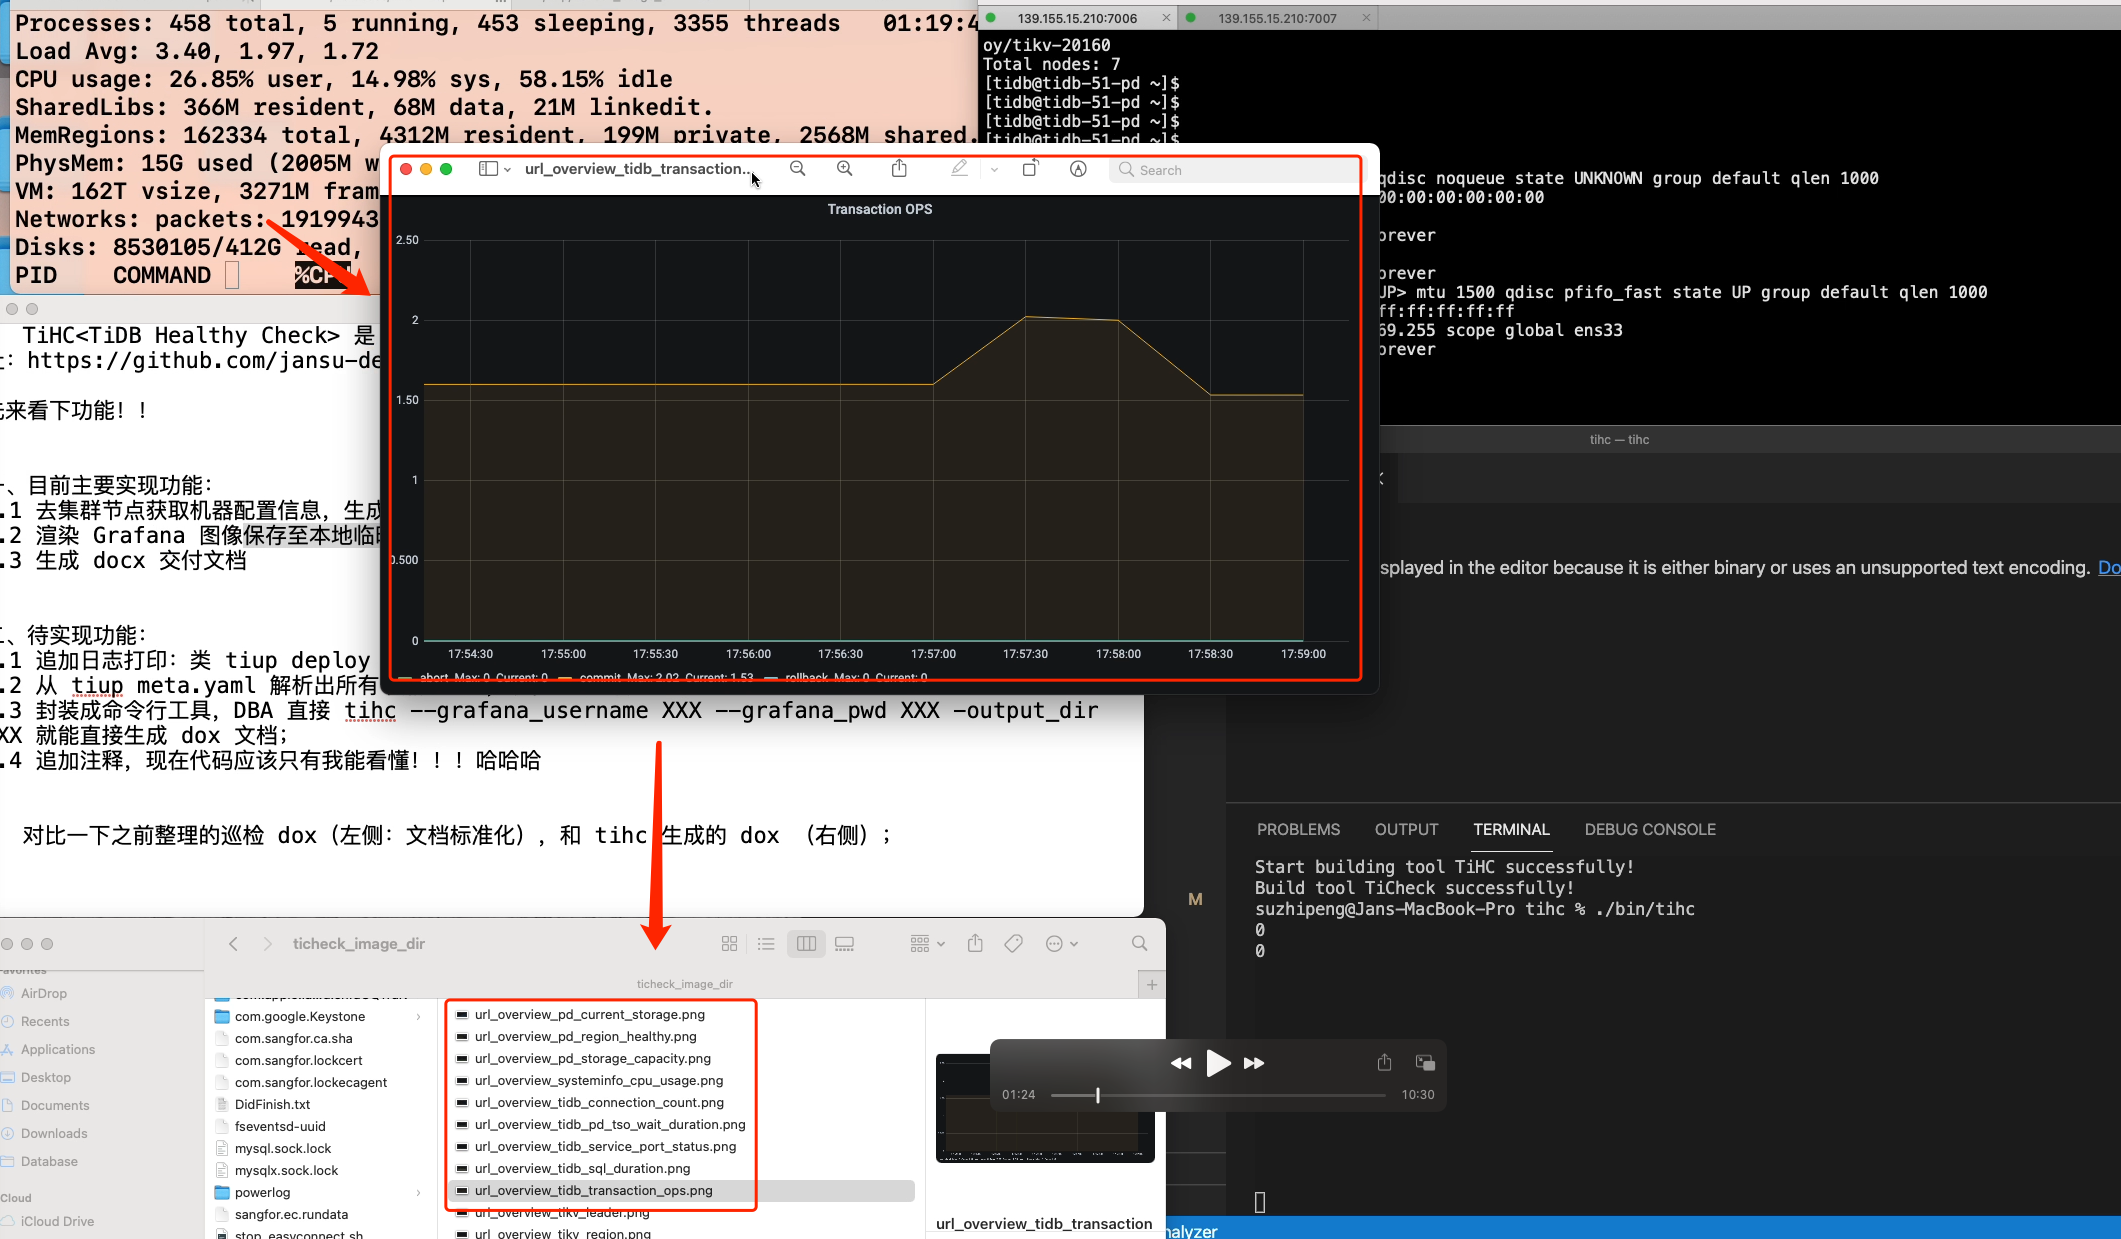 Processes: 458 total, 5 running, 453 sleeping, 3355 threads 01:19:4
Load Avg: 3.40, 1.97, 1.72
CPU usage: 26.85% user, 14.98% sys, 58.15% idle
SharedLibs: 366M resident, 68M data, 21M linkedit.
MemRegions: 162334 total, 4312M resident, 199M private, 2568M shared.
PhysMem: 15G used (2005M w
VM: 162T vsize, 3271M fram
Networks: packets: 1919943
Disks: 8530105/412G read,
PID COMMAND %CPU
139.155.15.210:7006
139.155.15.210:7007
oy/tikv-20160
Total nodes: 7
[tidb@tidb-51-pd ~]$
[tidb@tidb-51-pd ~]$
[tidb@tidb-51-pd ~]$
[tidb@tidb-51-pd ~]$
qdisc noqueue state UNKNOWN group default qlen 1000
00:00:00:00:00:00
orever
orever
UP> mtu 1500 qdisc pfifo_fast state UP group default qlen 1000
ff:ff:ff:ff:ff
69.255 scope global ens33
orever
url_overview_tidb_transaction...
Search
Transaction OPS
2.50
2
1.50
1
0.500
0
17:54:30 17:55:00 17:55:30 17:56:00 17:56:30 17:57:00 17:57:30 17:58:00 17:58:30 17:59:00
abort Max: 0 Current: 0 commit Max: 2.02 Current: 1.53 rollback Max: 0 Current: 0
TiHC<TiDB Healthy Check> 是
: https://github.com/jansu-de
来看下功能！！
、目前主要实现功能：
.1 去集群节点获取机器配置信息，生成
.2 渲染 Grafana 图像保存至本地临时
.3 生成 docx 交付文档
、待实现功能：
.1 追加日志打印：类 tiup deploy
.2 从 tiup meta.yaml 解析出所有
.3 封装成命令行工具，DBA 直接 tihc --grafana_username XXX --grafana_pwd XXX -output_dir
XX 就能直接生成 dox 文档；
.4 追加注释，现在代码应该只有我能看懂！！！哈哈哈
对比一下之前整理的巡检 dox（左侧：文档标准化），和 tihc 生成的 dox （右侧）；
tihc — tihc
splayed in the editor because it is either binary or uses an unsupported text encoding. Do
M
PROBLEMS OUTPUT TERMINAL DEBUG CONSOLE
Start building tool TiHC successfully!
Build tool TiCheck successfully!
suzhipeng@Jans-MacBook-Pro tihc % ./bin/tihc
0
0
01:24 10:30
nalyzer
ticheck_image_dir
ticheck_image_dir
avorites
AirDrop
Recents
Applications
Desktop
Documents
Downloads
Database
Cloud
iCloud Drive
com.google.Keystone
com.sangfor.ca.sha
com.sangfor.lockcert
com.sangfor.lockecagent
DidFinish.txt
fseventsd-uuid
mysql.sock.lock
mysqlx.sock.lock
powerlog
sangfor.ec.rundata
stop_easyconnect.sh
url_overview_pd_current_storage.png
url_overview_pd_region_healthy.png
url_overview_pd_storage_capacity.png
url_overview_systeminfo_cpu_usage.png
url_overview_tidb_connection_count.png
url_overview_tidb_pd_tso_wait_duration.png
url_overview_tidb_service_port_status.png
url_overview_tidb_sql_duration.png
url_overview_tidb_transaction_ops.png
url_overview_tikv_leader.png
url_overview_tikv_region.png
url_overview_tidb_transaction